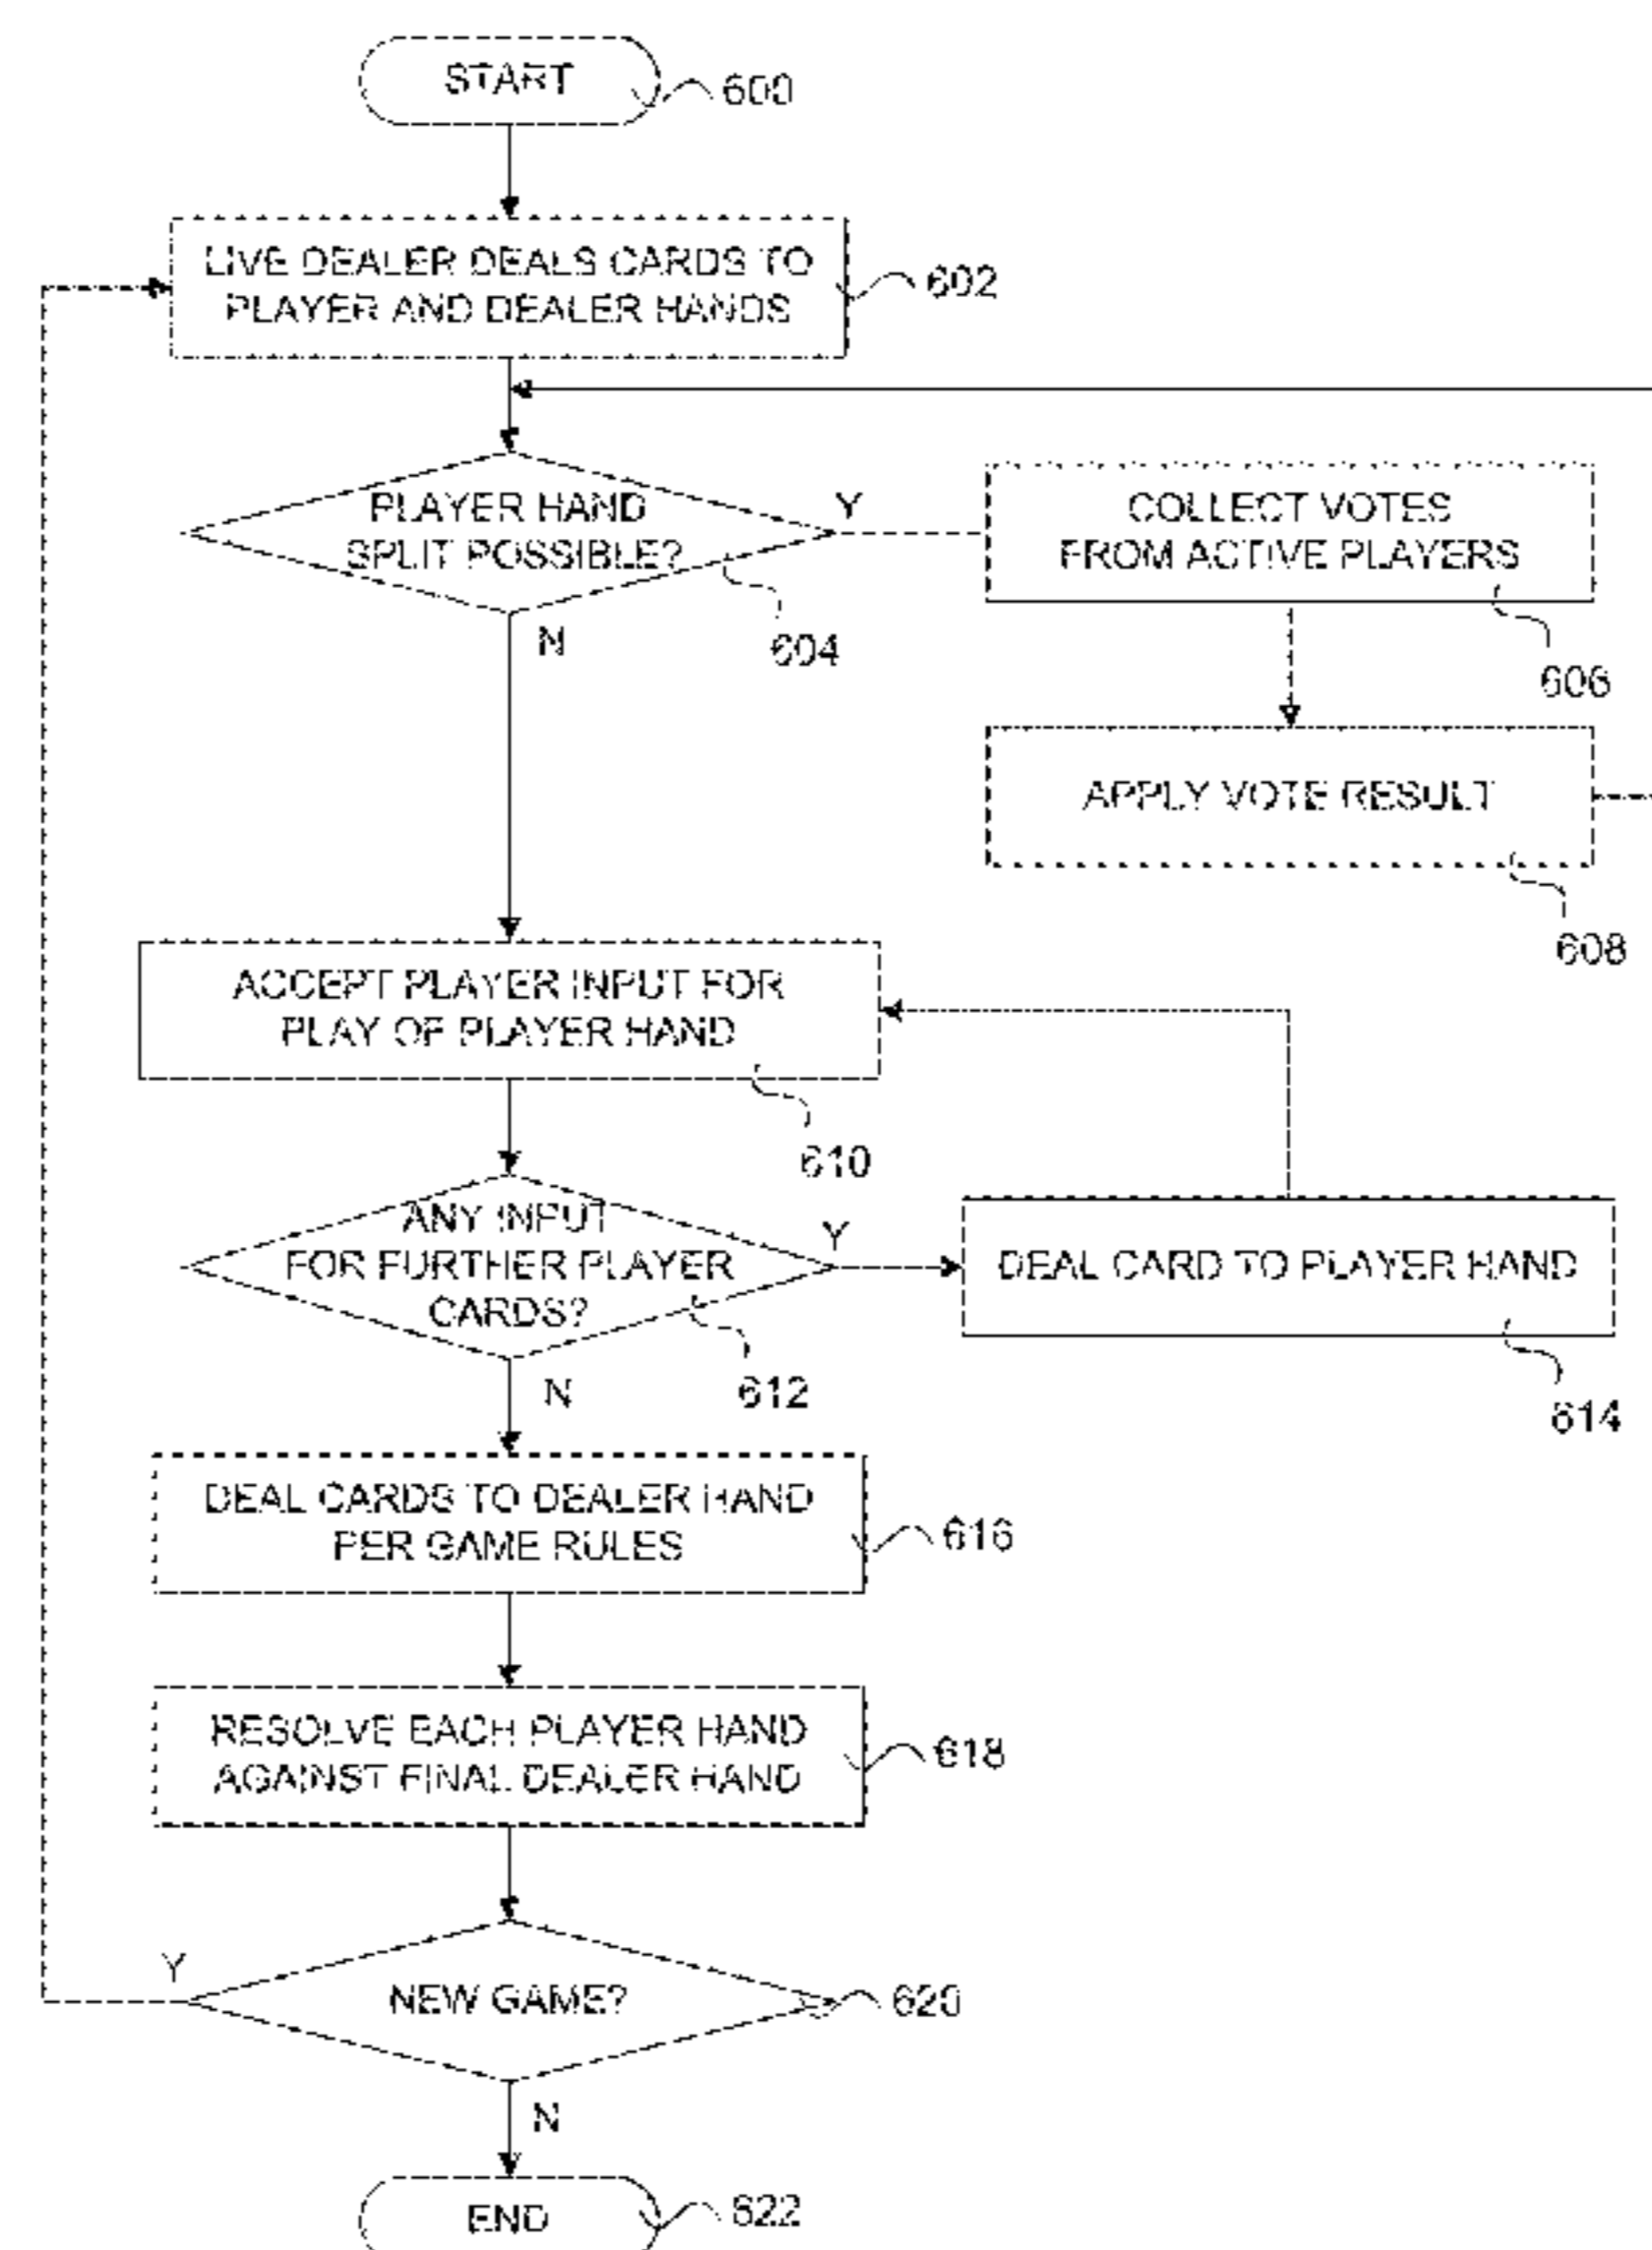 START
600
LIVE DEALER DEALS CARDS TO
PLAYER AND DEALER HANDS
602
PLAYER HAND
SPLIT POSSIBLE?
Y
N
604
COLLECT VOTES
FROM ACTIVE PLAYERS
606
APPLY VOTE RESULT
608
ACCEPT PLAYER INPUT FOR
PLAY OF PLAYER HAND
610
ANY INPUT
FOR FURTHER PLAYER
CARDS?
Y
N
612
DEAL CARD TO PLAYER HAND
614
DEAL CARDS TO DEALER HAND
PER GAME RULES
616
RESOLVE EACH PLAYER HAND
AGAINST FINAL DEALER HAND
618
Y
NEW GAME?
620
N
END
622